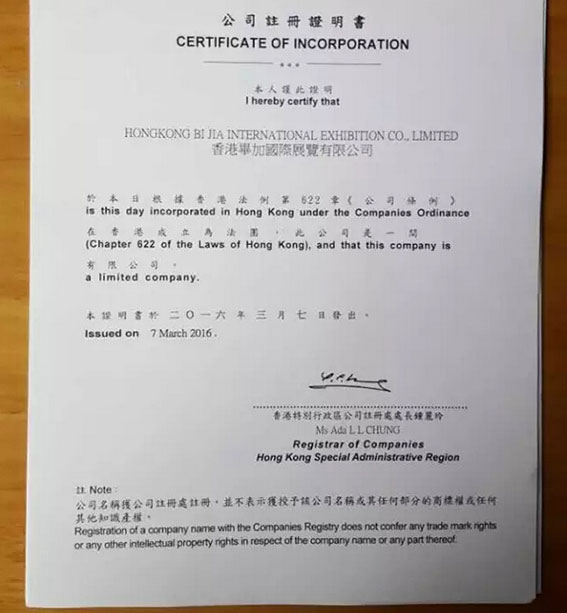 公司註冊證明書
CERTIFICATE OF INCORPORATION
***
本人謹此證明
I hereby certify that
HONGKONG BI JIA INTERNATIONAL EXHIBITION CO., LIMITED
香港畢加國際展覽有限公司
於本日根據香港法例第622章《公司條例》
is this day incorporated in Hong Kong under the Companies Ordinance
在香港成立為法團，此公司是一間
(Chapter 622 of the Laws of Hong Kong), and that this company is
有限公司。
a limited company.
本證明書於二〇一六年三月七日發出。
Issued on 7 March 2016.
香港特別行政區公司註冊處處長鍾麗玲
Ms Ada L L CHUNG
Registrar of Companies
Hong Kong Special Administrative Region
註 Note:
公司名稱獲公司註冊處註冊，並不表示獲授予該公司名稱或其任何部分的商標權或任何
其他知識產權。
Registration of a company name with the Companies Registry does not confer any trade mark rights
or any other intellectual property rights in respect of the company name or any part thereof.